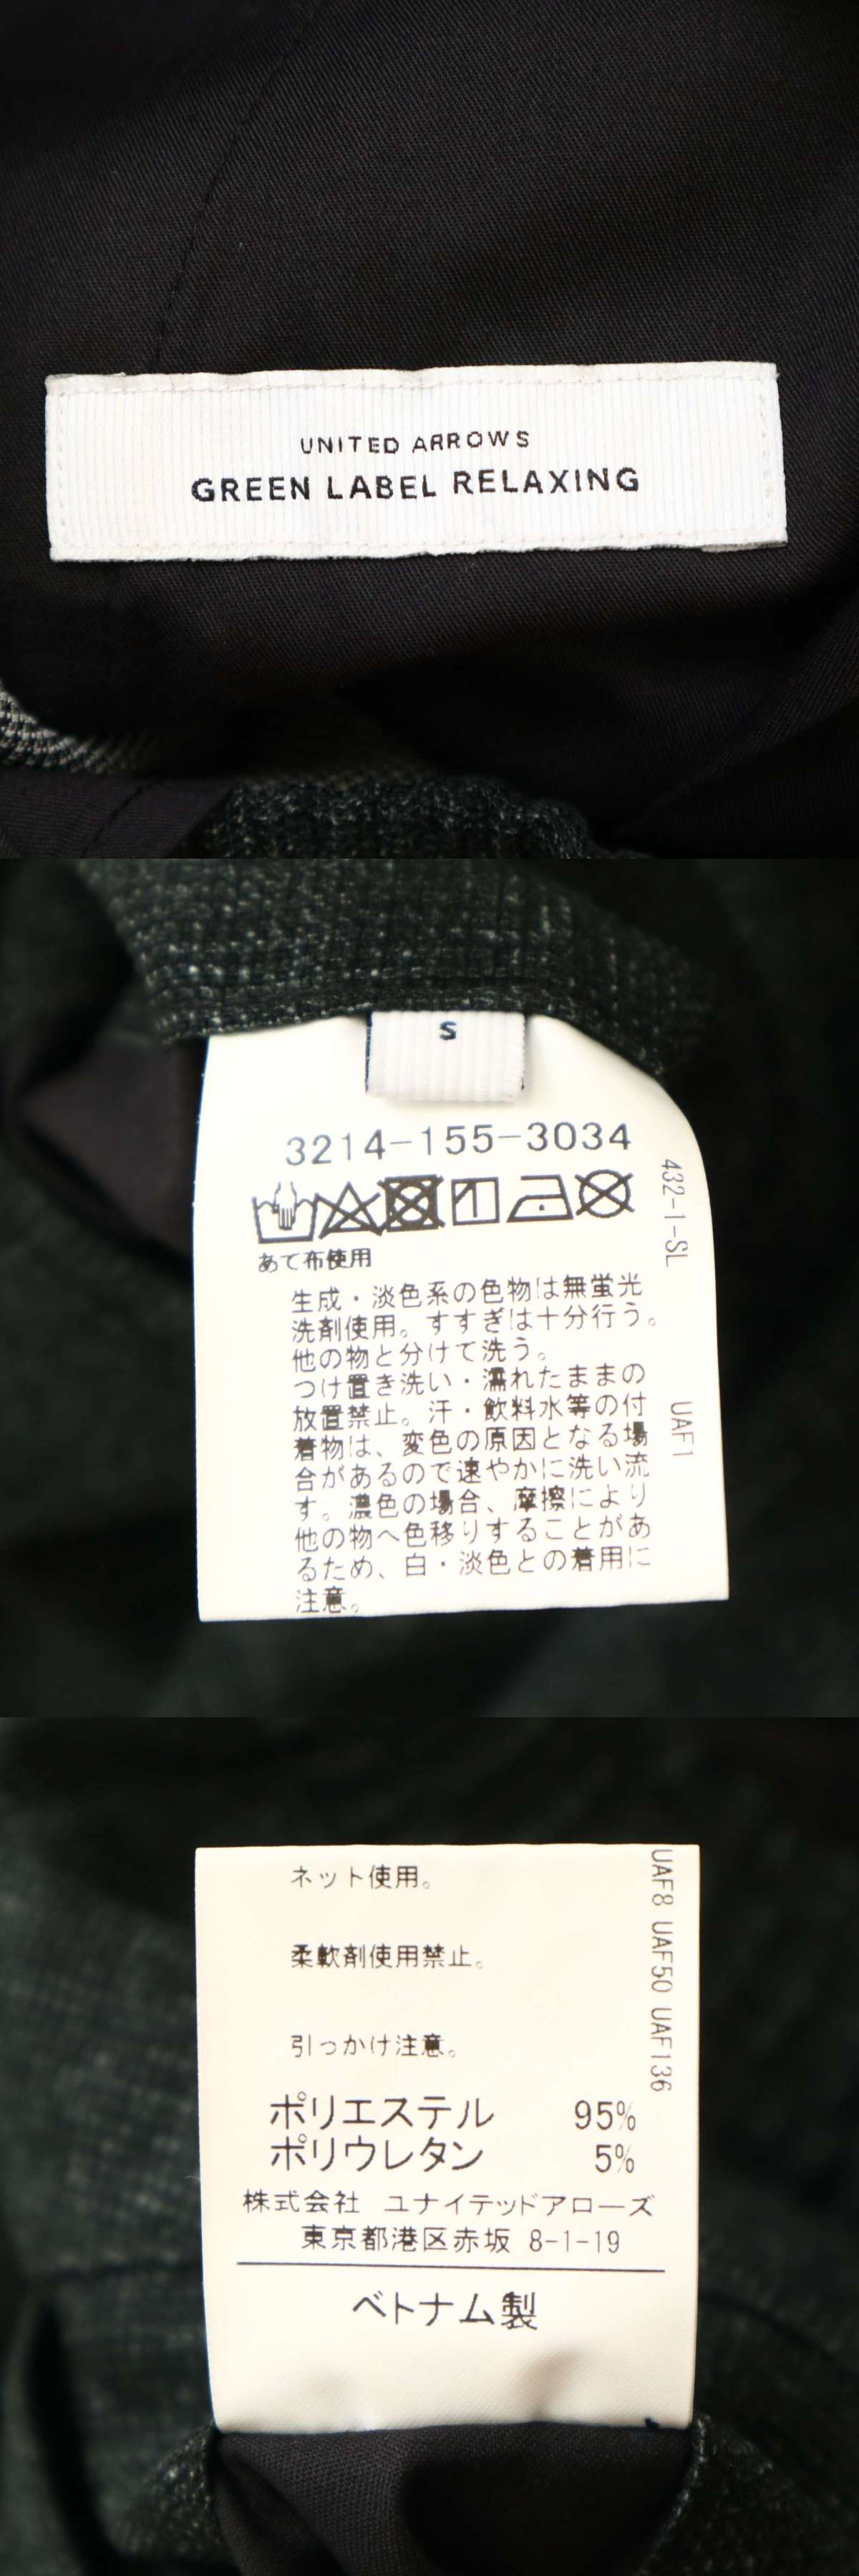 UNITED ARROWS
GREEN LABEL RELAXING
S
3214-155-3034
432-1-SL
あて布使用
生成・淡色系の色物は無蛍光
洗剤使用。すすぎは十分行う。
他の物と分けて洗う。
つけ置き洗い・濡れたままの
放置禁止。汗・飲料水等の付
着物は、変色の原因となる場
合があるので速やかに洗い流
す。濃色の場合、摩擦により
他の物へ色移りすることがあ
るため、白・淡色との着用に
注意。
UAF1
ネット使用。
柔軟剤使用禁止。
引っかけ注意。
UAF8 UAF50 UAF136
ポリエステル 95%
ポリウレタン 5%
株式会社 ユナイテッドアローズ
東京都港区赤坂 8-1-19
ベトナム製